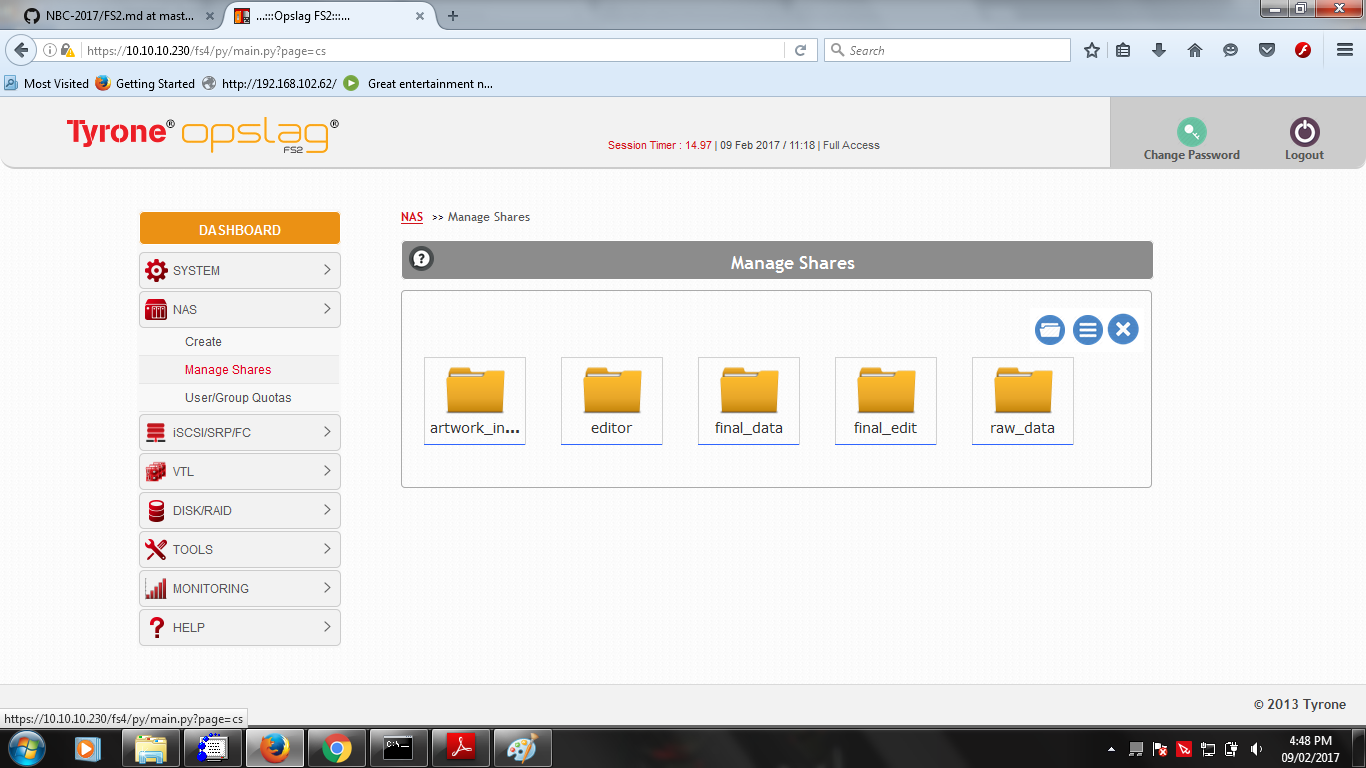 NBC-2017/FS2.md at mast...
...:::Opslag FS2:::...
https://10.10.10.230/fs4/py/main.py?page=cs
Search
Most Visited
Getting Started
http://192.168.102.62/
Great entertainment n...
Tyrone® opslag®
FS2
Session Timer : 14.97 | 09 Feb 2017 / 11:18 | Full Access
Change Password
Logout
DASHBOARD
SYSTEM
NAS
Create
Manage Shares
User/Group Quotas
iSCSI/SRP/FC
VTL
DISK/RAID
TOOLS
MONITORING
HELP
NAS >> Manage Shares
Manage Shares
artwork_in...
editor
final_data
final_edit
raw_data
© 2013 Tyrone
https://10.10.10.230/fs4/py/main.py?page=cs
C:\_
4:48 PM
09/02/2017